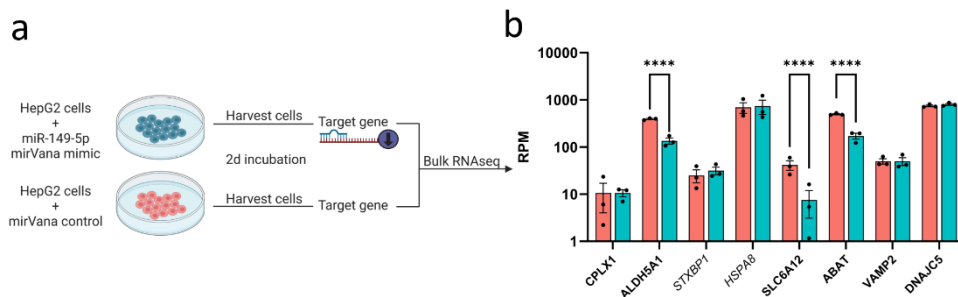 a
HepG2 cells
+
miR-149-5p
mirVana mimic
Harvest cells
Target gene
2d incubation
Bulk RNAseq
HepG2 cells
+
mirVana control
Harvest cells
Target gene
b
RPM
10000
1000
100
10
1
****
****
****
CPLX1
ALDH5A1
STXBP1
HSPA8
SLC6A12
ABAT
VAMP2
DNAJC5